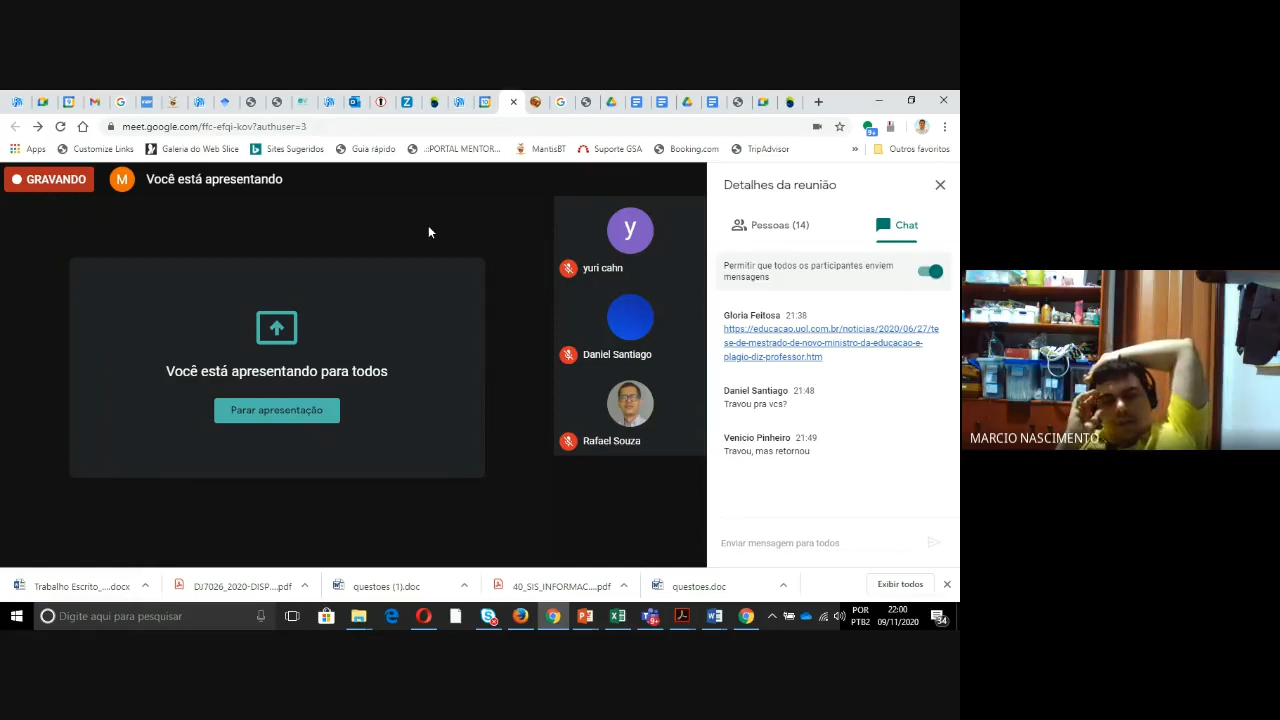 meet.google.com/ffc-efqi-kov?authuser=3
Apps
Customize Links
Galeria do Web Slice
Sites Sugeridos
Guia rápido
.::PORTAL MENTOR...
MantisBT
Suporte GSA
Booking.com
TripAdvisor
»
Outros favoritos
GRAVANDO
M
Você está apresentando
Você está apresentando para todos
Parar apresentação
y
yuri cahn
Daniel Santiago
Rafael Souza
Detalhes da reunião
Pessoas (14)
Chat
Permitir que todos os participantes enviem
mensagens
Gloria Feitosa 21:38
https://educacao.uol.com.br/noticias/2020/06/27/te
se-de-mestrado-de-novo-ministro-da-educacao-e-
plagio-diz-professor.htm
Daniel Santiago 21:48
Travou pra vcs?
Venicio Pinheiro 21:49
Travou, mas retornou
Enviar mensagem para todos
MARCIO NASCIMENTO
Trabalho Escrito_....docx
DJ7026_2020-DISP....pdf
questoes (1).doc
40_SIS_INFORMAC....pdf
questoes.doc
Exibir todos
Digite aqui para pesquisar
POR
PTB2
22:00
09/11/2020
34